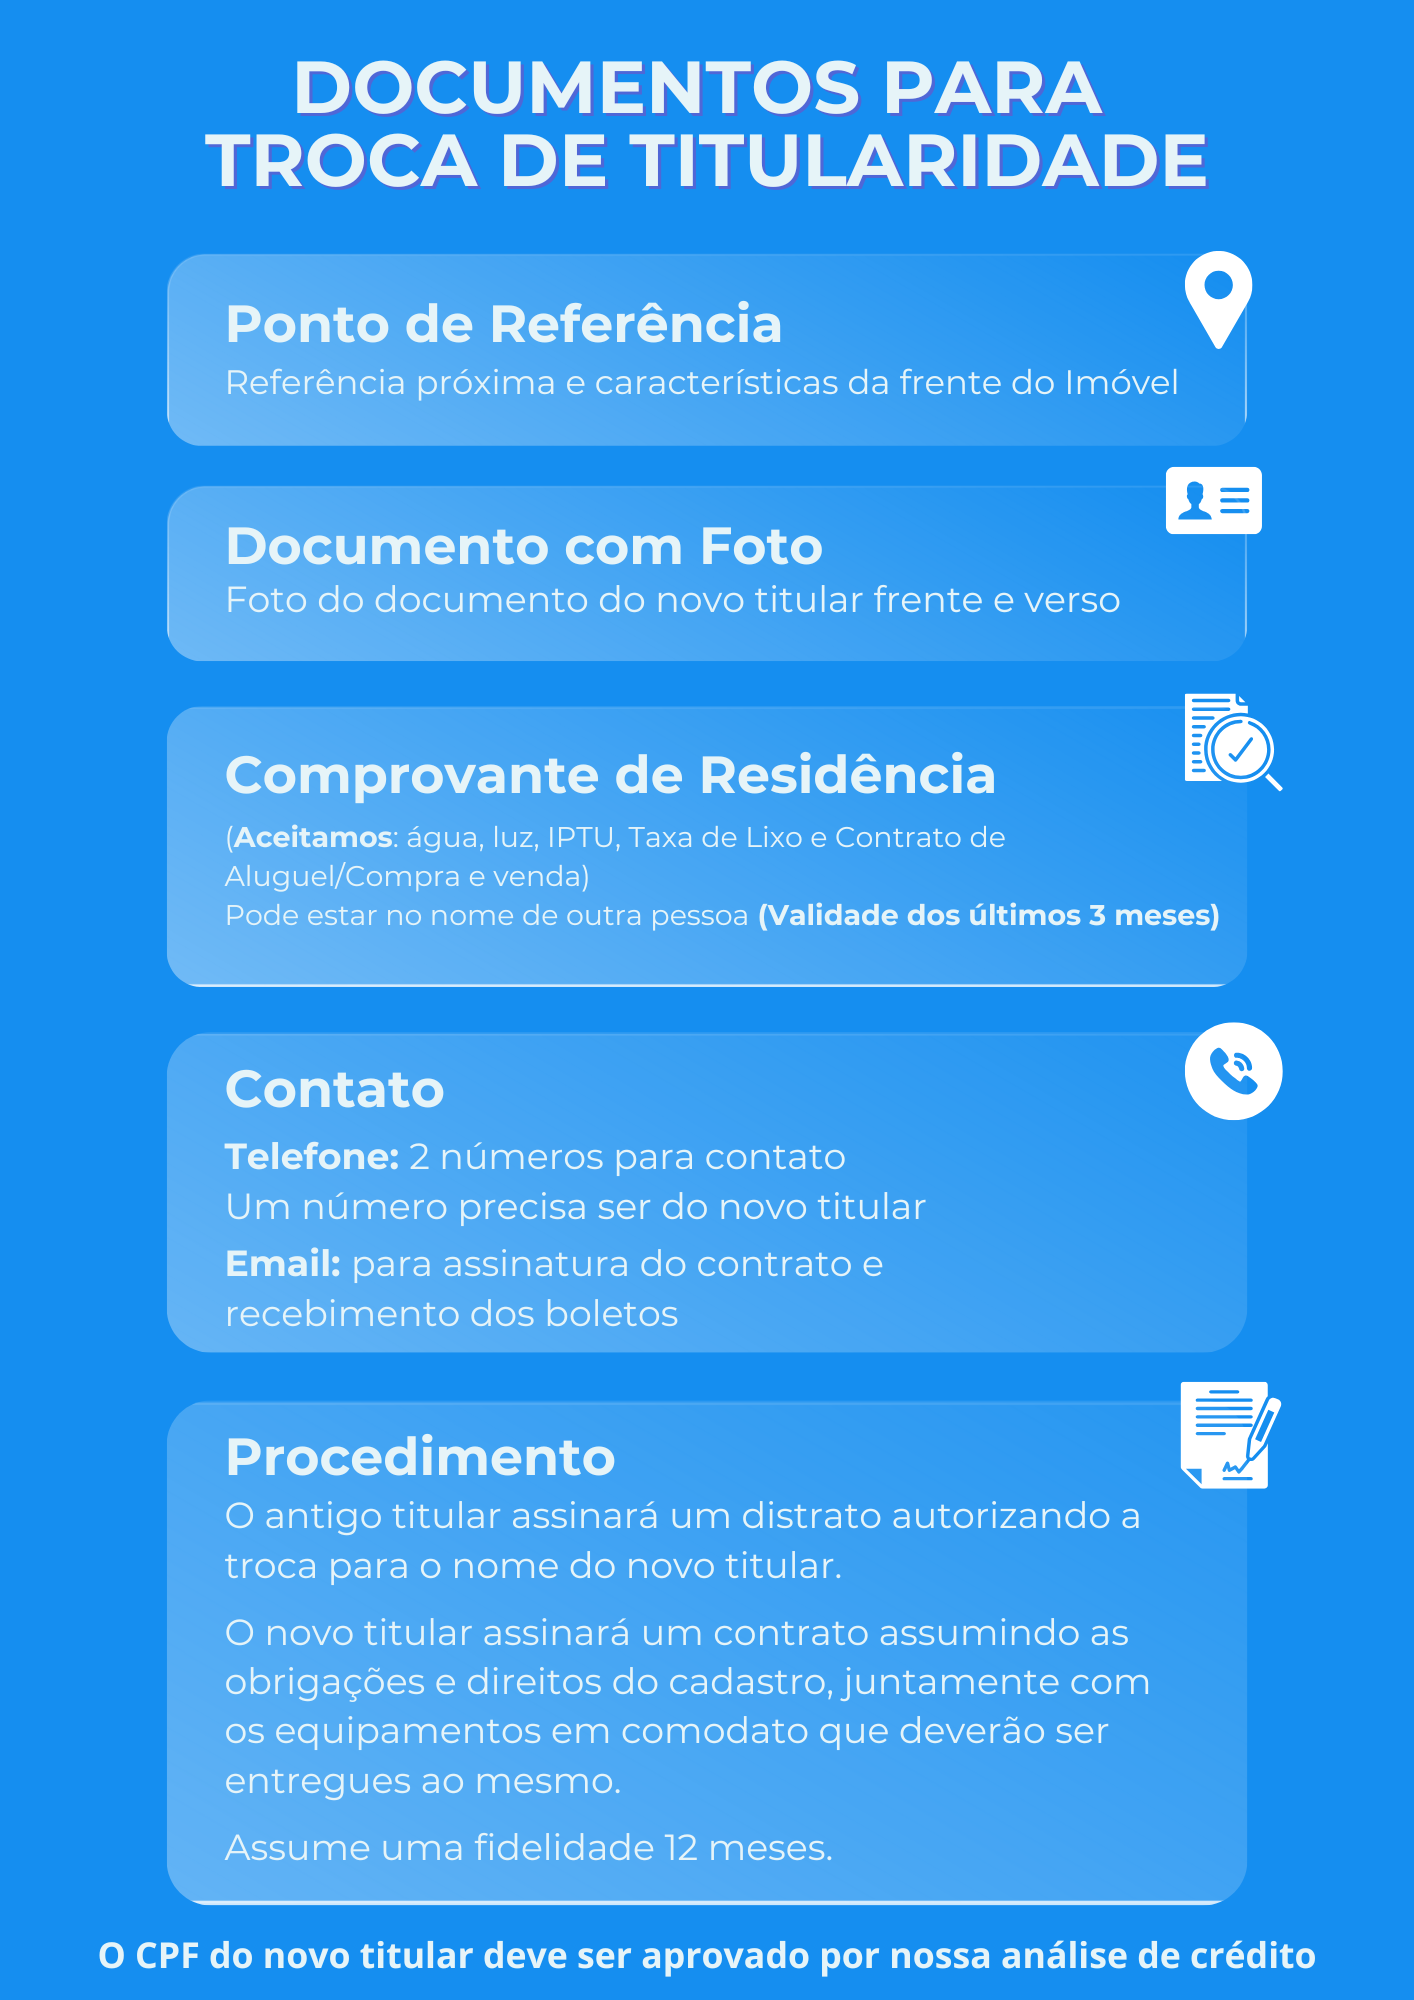 DOCUMENTOS PARA
TROCA DE TITULARIDADE
Ponto de Referência
Referência próxima e características da frente do Imóvel
Documento com Foto
Foto do documento do novo titular frente e verso
Comprovante de Residência
(Aceitamos: água, luz, IPTU, Taxa de Lixo e Contrato de
Aluguel/Compra e venda)
Pode estar no nome de outra pessoa (Validade dos últimos 3 meses)
Contato
Telefone: 2 números para contato
Um número precisa ser do novo titular
Email: para assinatura do contrato e
recebimento dos boletos
Procedimento
O antigo titular assinará um distrato autorizando a
troca para o nome do novo titular.
O novo titular assinará um contrato assumindo as
obrigações e direitos do cadastro, juntamente com
os equipamentos em comodato que deverão ser
entregues ao mesmo.
Assume uma fidelidade 12 meses.
O CPF do novo titular deve ser aprovado por nossa análise de crédito